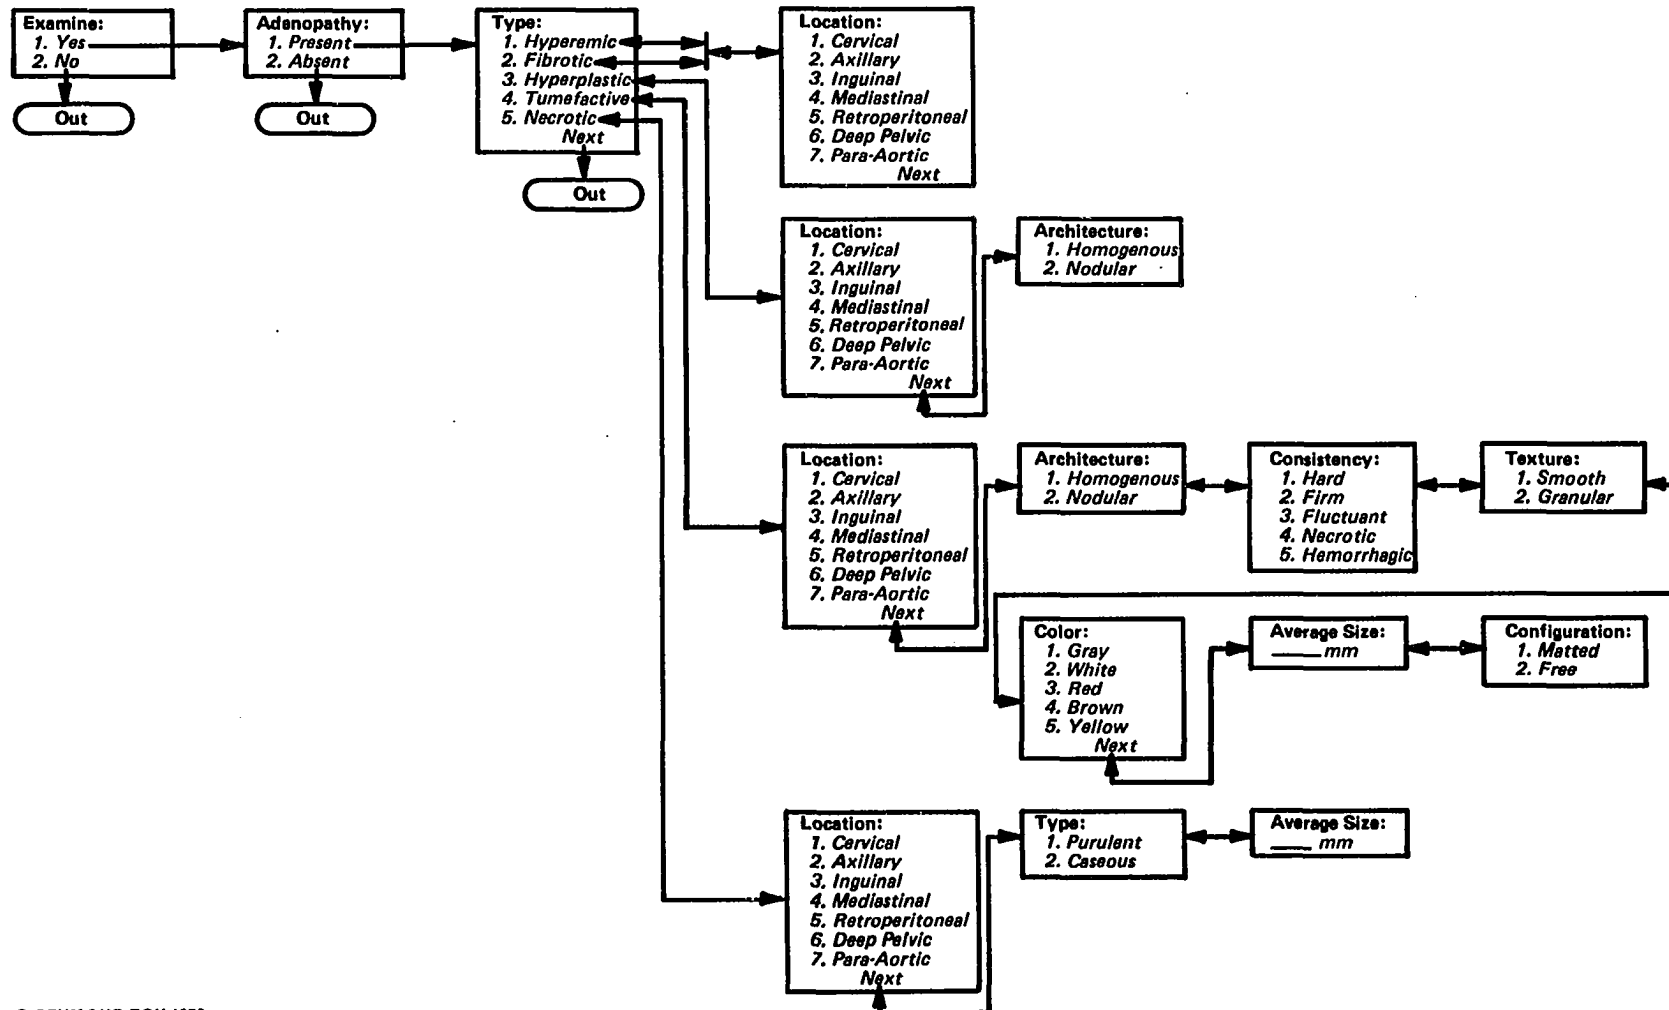 Examine:
1. Yes
2. No
Out
Adenopathy:
1. Present
2. Absent
Out
Type:
1. Hyperemic
2. Fibrotic
3. Hyperplastic
4. Tumefactive
5. Necrotic
Next
Out
Location:
1. Cervical
2. Axillary
3. Inguinal
4. Mediastinal
5. Retroperitoneal
6. Deep Pelvic
7. Para-Aortic
Next
Location:
1. Cervical
2. Axillary
3. Inguinal
4. Mediastinal
5. Retroperitoneal
6. Deep Pelvic
7. Para-Aortic
Next
Architecture:
1. Homogenous
2. Nodular
Location:
1. Cervical
2. Axillary
3. Inguinal
4. Mediastinal
5. Retroperitoneal
6. Deep Pelvic
7. Para-Aortic
Next
Architecture:
1. Homogenous
2. Nodular
Consistency:
1. Hard
2. Firm
3. Fluctuant
4. Necrotic
5. Hemorrhagic
Texture:
1. Smooth
2. Granular
Color:
1. Gray
2. White
3. Red
4. Brown
5. Yellow
Next
Average Size:
____ mm
Configuration:
1. Matted
2. Free
Location:
1. Cervical
2. Axillary
3. Inguinal
4. Mediastinal
5. Retroperitoneal
6. Deep Pelvic
7. Para-Aortic
Next
Type:
1. Purulent
2. Caseous
Average Size:
____ mm